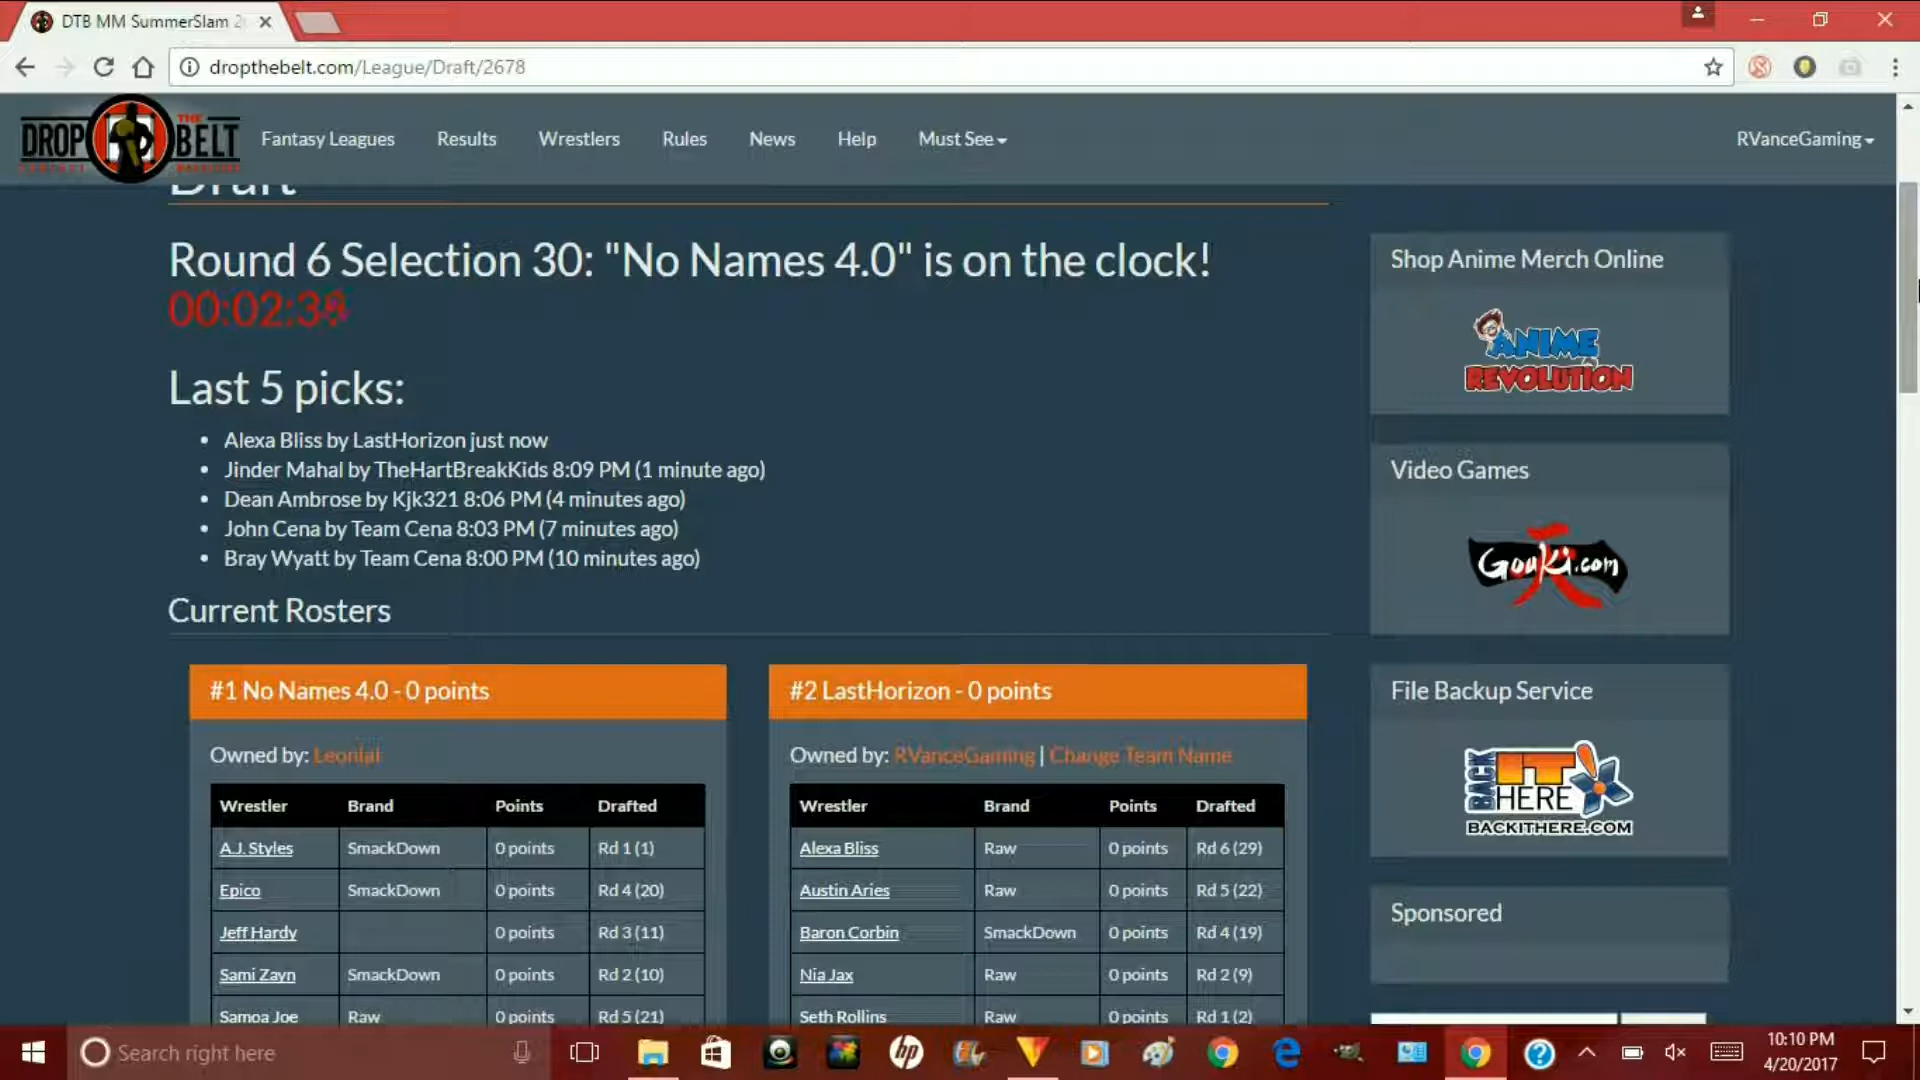 DTB MM SummerSlam 2
dropthebelt.com/League/Draft/2678
DROP THE BELT
Fantasy Leagues Results Wrestlers Rules News Help Must See RVanceGaming
Draft
Round 6 Selection 30: "No Names 4.0" is on the clock!
Last 5 picks:
Alexa Bliss by LastHorizon just now
Jinder Mahal by TheHartBreakKids 8:09 PM (1 minute ago)
Dean Ambrose by Kjk321 8:06 PM (4 minutes ago)
John Cena by Team Cena 8:03 PM (7 minutes ago)
Bray Wyatt by Team Cena 8:00 PM (10 minutes ago)
Current Rosters
#1 No Names 4.0 - 0 points
Owned by:
Wrestler Brand Points Drafted
A.J. Styles SmackDown 0 points Rd 1 (1)
Epico SmackDown 0 points Rd 4 (20)
Jeff Hardy 0 points Rd 3 (11)
Sami Zayn SmackDown 0 points Rd 2 (10)
Samoa Joe Raw 0 points Rd 5 (21)
#2 LastHorizon - 0 points
Owned by: RVanceGaming | Change Team Name
Wrestler Brand Points Drafted
Alexa Bliss Raw 0 points Rd 6 (29)
Austin Aries Raw 0 points Rd 5 (22)
Baron Corbin SmackDown 0 points Rd 4 (19)
Nia Jax Raw 0 points Rd 2 (9)
Seth Rollins Raw 0 points Rd 1 (2)
Shop Anime Merch Online
ANIME
REVOLUTION
Video Games
Gouki.com
File Backup Service
BACK IT HERE
BACKITHERE.COM
Sponsored
Search right here
hp
10:10 PM
4/20/2017